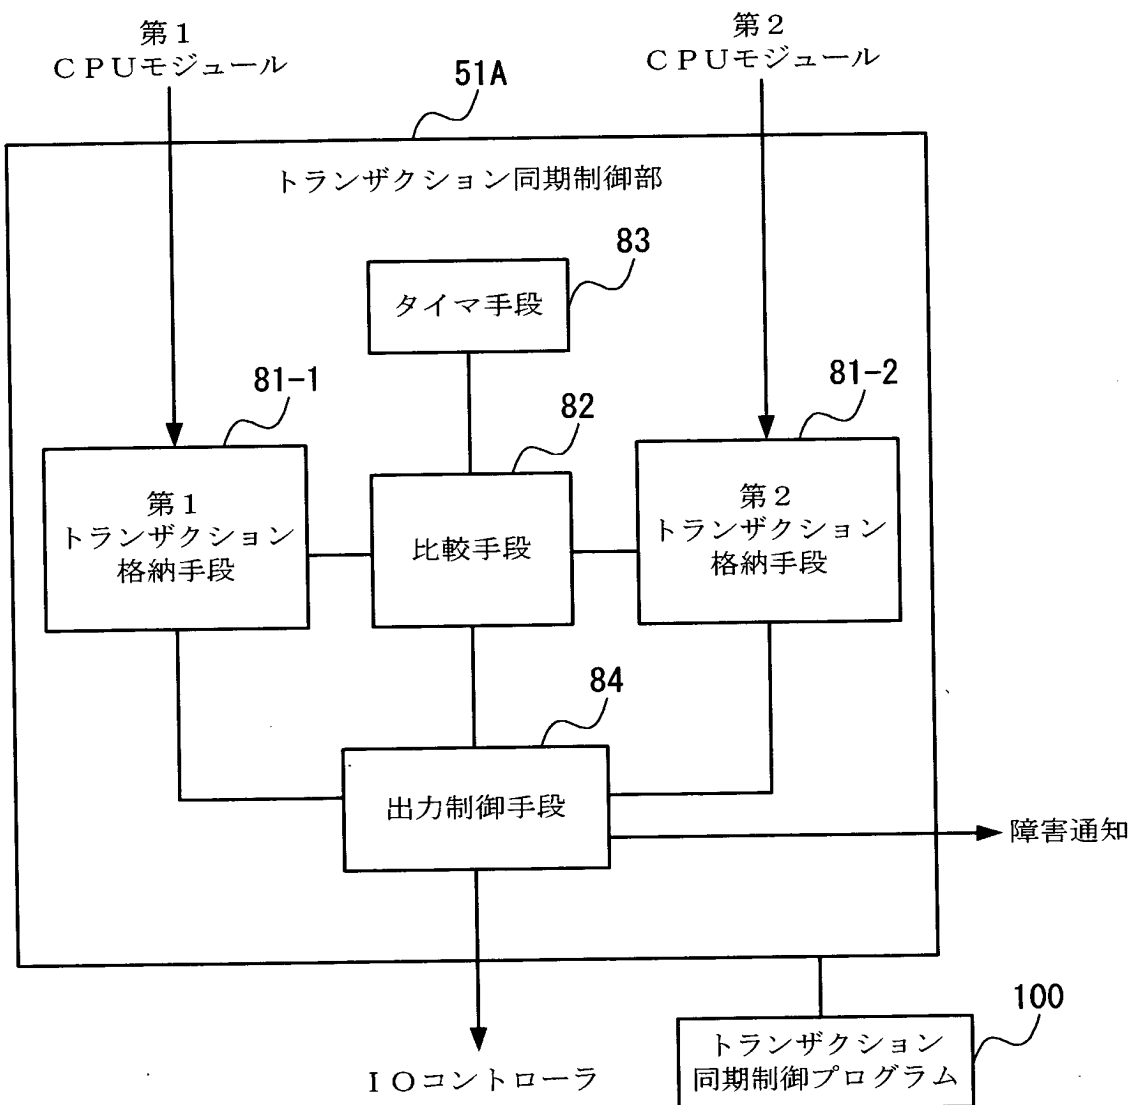 第１
ＣＰＵモジュール
第２
ＣＰＵモジュール
51A
トランザクション同期制御部
83
タイマ手段
81-1
82
81-2
第１
トランザクション
格納手段
比較手段
第２
トランザクション
格納手段
84
出力制御手段
障害通知
100
ＩＯコントローラ
トランザクション
同期制御プログラム